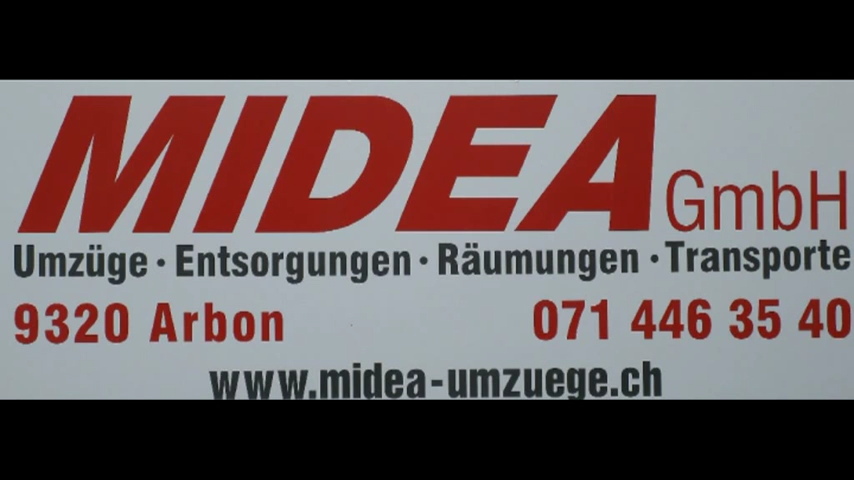 MIDEA GmbH
Umzüge · Entsorgungen · Räumungen · Transporte
9320 Arbon 071 446 35 40
www.midea-umzuege.ch